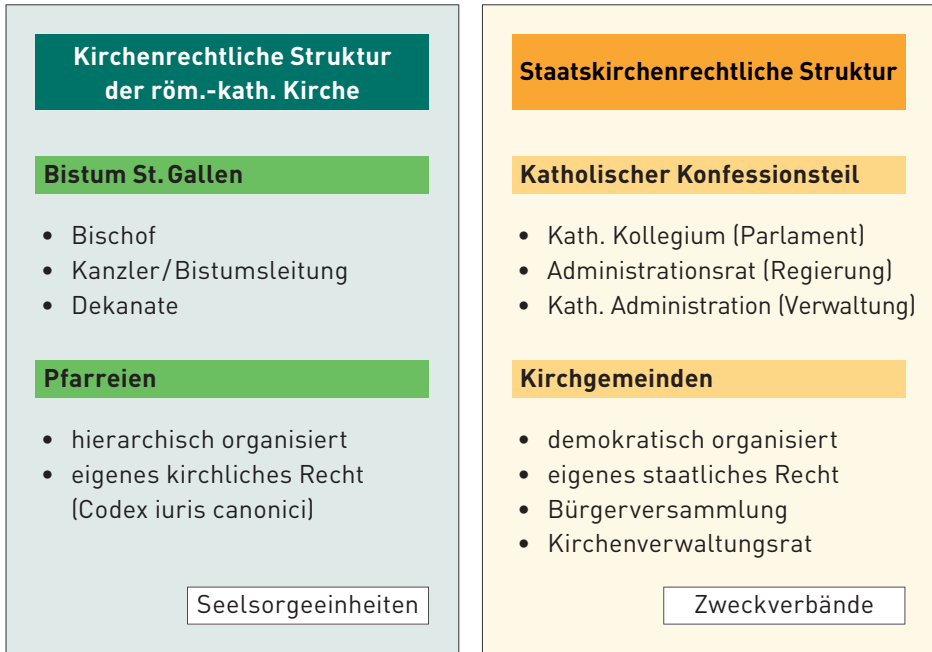 Kirchenrechtliche Struktur
der röm.-kath. Kirche
Bistum St. Gallen
• Bischof
• Kanzler/Bistumsleitung
• Dekanate
Pfarreien
• hierarchisch organisiert
• eigenes kirchliches Recht
(Codex iuris canonici)
Seelsorgeeinheiten
Staatskirchenrechtliche Struktur
Katholischer Konfessionsteil
• Kath. Kollegium (Parlament)
• Administrationsrat (Regierung)
• Kath. Administration (Verwaltung)
Kirchgemeinden
• demokratisch organisiert
• eigenes staatliches Recht
• Bürgerversammlung
• Kirchenverwaltungsrat
Zweckverbände